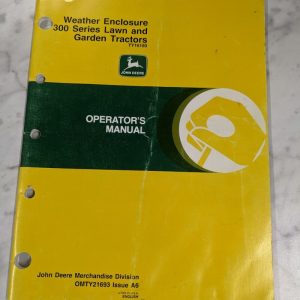 Weather Enclosure
300 Series Lawn and
Garden Tractors
JOHN DEERE
OPERATOR'S
MANUAL
John Deere Merchandise Division
OMTY21693 Issue A6
ENGLISH